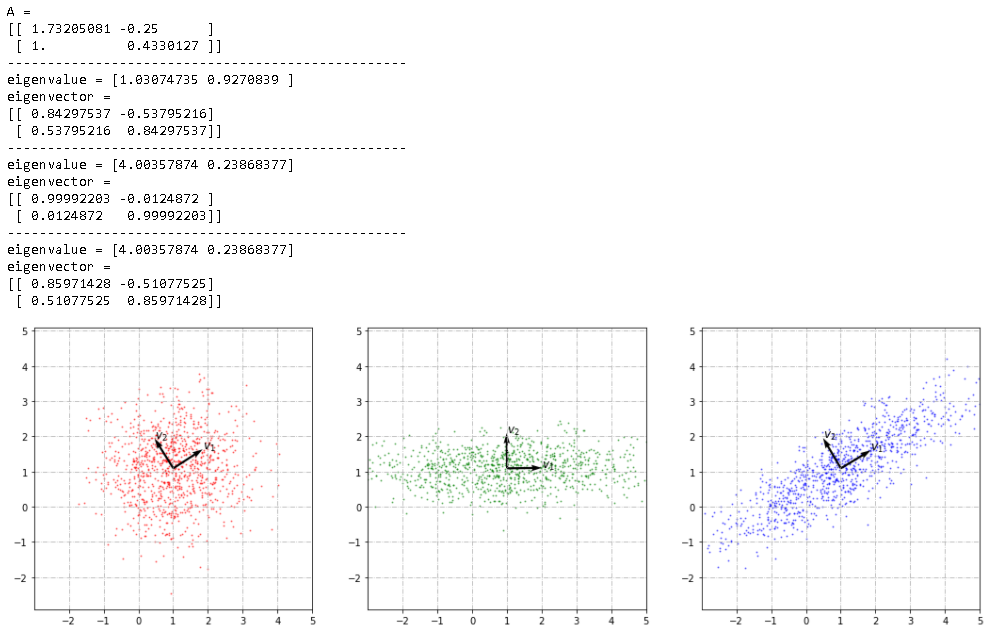 A =
[[ 1.73205081 -0.25      ]
 [ 1.          0.4330127 ]]
--------------------------------------------------
eigenvalue = [1.03074735 0.9270839 ]
eigenvector =
[[ 0.84297537 -0.53795216]
 [ 0.53795216  0.84297537]]
--------------------------------------------------
eigenvalue = [4.00357874 0.23868377]
eigenvector =
[[ 0.99992203 -0.0124872 ]
 [ 0.0124872   0.99992203]]
--------------------------------------------------
eigenvalue = [4.00357874 0.23868377]
eigenvector =
[[ 0.85971428 -0.51077525]
 [ 0.51077525  0.85971428]]
5
4
3
2
1
0
−1
−2
−2 −1 0 1 2 3 4 5
v2
v1
5
4
3
2
1
0
−1
−2
−2 −1 0 1 2 3 4 5
v2
v1
5
4
3
2
1
0
−1
−2
−2 −1 0 1 2 3 4 5
v2
v1